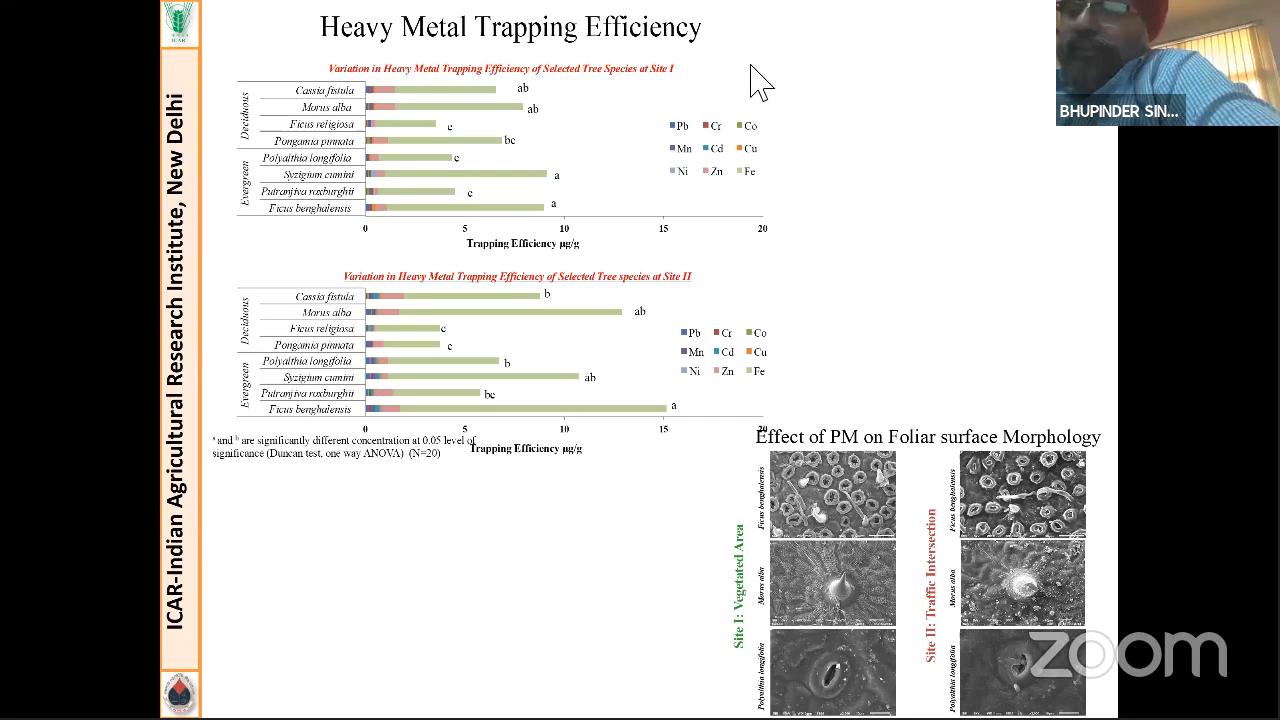 Heavy Metal Trapping Efficiency
ICAR
ICAR-Indian Agricultural Research Institute, New Delhi
BHUPINDER SIN...
Variation in Heavy Metal Trapping Efficiency of Selected Tree Species at Site I
Deciduous
Evergreen
Cassia fistula ab
Morus alba ab
Ficus religiosa c
Pongamia pinnata bc
Polyalthia longifolia c
Syzigium cumini a
Putranjiva roxburghii c
Ficus benghalensis a
Pb Cr Co
Mn Cd Cu
Ni Zn Fe
0 5 10 15 20
Trapping Efficiency µg/g
Variation in Heavy Metal Trapping Efficiency of Selected Tree species at Site II
Deciduous
Evergreen
Cassia fistula b
Morus alba ab
Ficus religiosa c
Pongamia pinnata c
Polyalthia longifolia b
Syzigium cumini ab
Putranjiva roxburghii bc
Ficus benghalensis a
Pb Cr Co
Mn Cd Cu
Ni Zn Fe
0 5 10 15 20
Trapping Efficiency µg/g
a and b are significantly different concentration at 0.05 level of
significance (Duncan test, one way ANOVA) (N=20)
Effect of PM on Foliar surface Morphology
Site I: Vegetated Area
Ficus benghalensis
Morus alba
Polyalthia longifolia
Site II: Traffic Intersection
Ficus benghalensis
Morus alba
Polyalthia longifolia
zoom